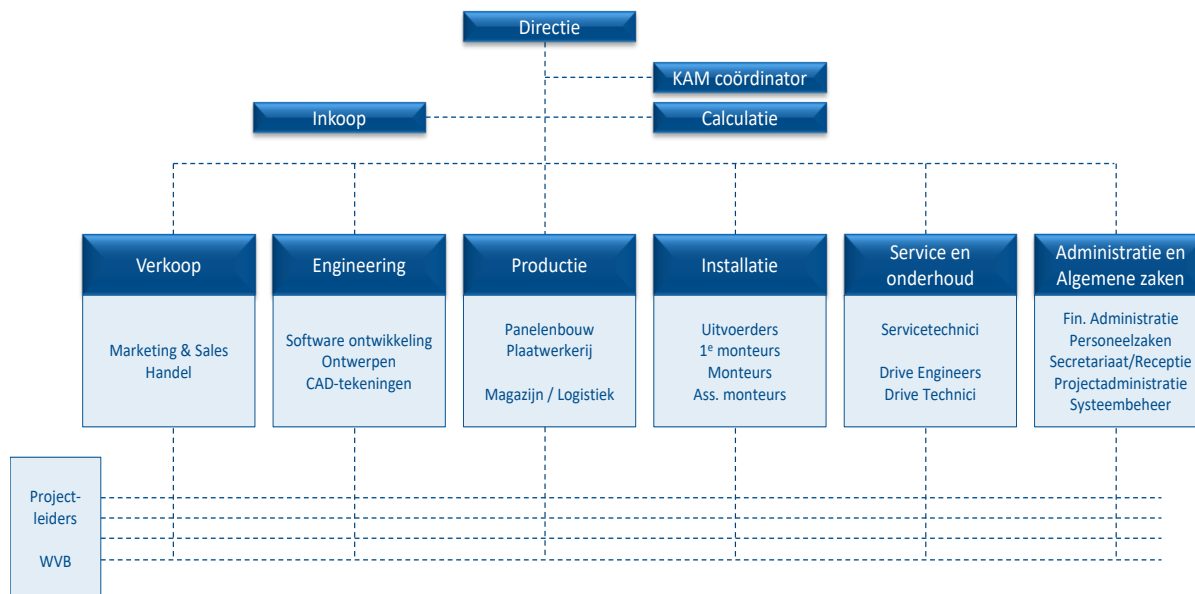 Directie
KAM coördinator
Inkoop
Calculatie
Verkoop
Marketing & Sales
Handel
Engineering
Software ontwikkeling
Ontwerpen
CAD-tekeningen
Productie
Panelenbouw
Plaatwerkerij
Magazijn / Logistiek
Installatie
Uitvoerders
1e monteurs
Monteurs
Ass. monteurs
Service en
onderhoud
Servicetechnici
Drive Engineers
Drive Technici
Administratie en
Algemene zaken
Fin. Administratie
Personeelzaken
Secretariaat/Receptie
Projectadministratie
Systeembeheer
Project-
leiders
WVB